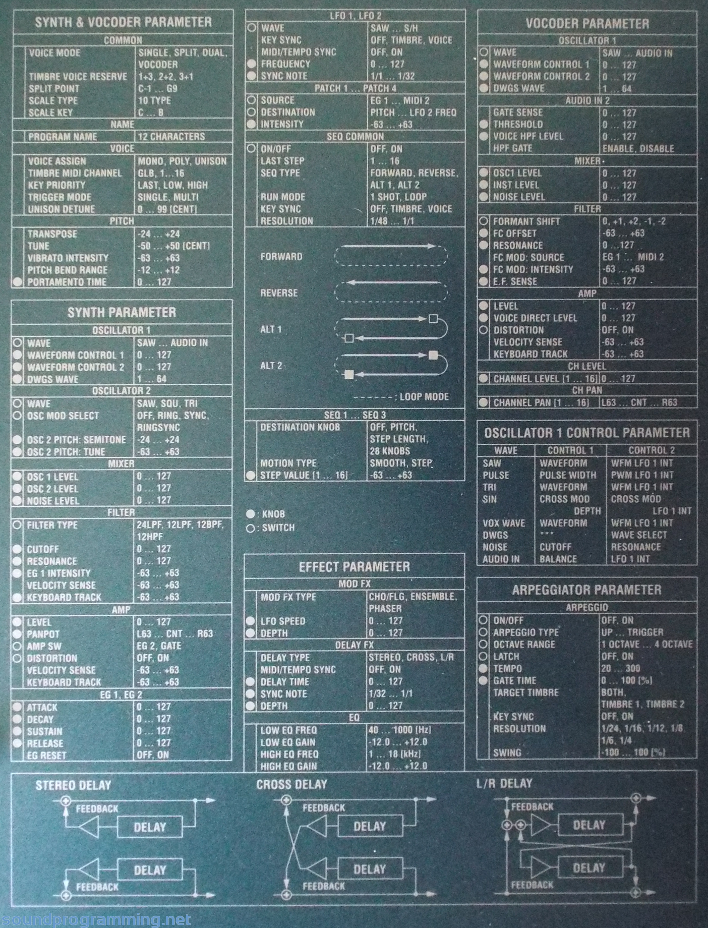 SYNTH & VOCODER PARAMETER
COMMON
VOICE MODE SINGLE, SPLIT, DUAL,
VOCODER
TIMBRE VOICE RESERVE 1+3, 2+2, 3+1
SPLIT POINT C-1 ... G9
SCALE TYPE 10 TYPE
SCALE KEY C ... B
NAME
PROGRAM NAME 12 CHARACTERS
VOICE
VOICE ASSIGN MONO, POLY, UNISON
TIMBRE MIDI CHANNEL GLB, 1...16
KEY PRIORITY LAST, LOW, HIGH
TRIGGER MODE SINGLE, MULTI
UNISON DETUNE 0 ... 99 [CENT]
PITCH
TRANSPOSE -24 ... +24
TUNE -50 ... +50 [CENT]
VIBRATO INTENSITY -63 ... +63
PITCH BEND RANGE -12 ... +12
PORTAMENTO TIME 0 ... 127
SYNTH PARAMETER
OSCILLATOR 1
WAVE SAW ... AUDIO IN
WAVEFORM CONTROL 1 0 ... 127
WAVEFORM CONTROL 2 0 ... 127
DWGS WAVE 1 ... 64
OSCILLATOR 2
WAVE SAW, SQU, TRI
OSC MOD SELECT OFF, RING, SYNC,
RINGSYNC
OSC 2 PITCH: SEMITONE -24 ... +24
OSC 2 PITCH: TUNE -63 ... +63
MIXER
OSC 1 LEVEL 0 ... 127
OSC 2 LEVEL 0 ... 127
NOISE LEVEL 0 ... 127
FILTER
FILTER TYPE 24LPF, 12LPF, 12BPF,
12HPF
CUTOFF 0 ... 127
RESONANCE 0 ... 127
EG 1 INTENSITY -63 ... +63
VELOCITY SENSE -63 ... +63
KEYBOARD TRACK -63 ... +63
AMP
LEVEL 0 ... 127
PANPOT L63 ... CNT ... R63
AMP SW EG 2, GATE
DISTORTION OFF, ON
VELOCITY SENSE -63 ... +63
KEYBOARD TRACK -63 ... +63
EG 1, EG 2
ATTACK 0 ... 127
DECAY 0 ... 127
SUSTAIN 0 ... 127
RELEASE 0 ... 127
EG RESET OFF, ON
LFO 1, LFO 2
WAVE SAW ... S/H
KEY SYNC OFF, TIMBRE, VOICE
MIDI/TEMPO SYNC OFF, ON
FREQUENCY 0 ... 127
SYNC NOTE 1/1 ... 1/32
PATCH 1 ... PATCH 4
SOURCE EG 1 ... MIDI 2
DESTINATION PITCH ... LFO 2 FREQ
INTENSITY -63 ... +63
SEQ COMMON
ON/OFF OFF, ON
LAST STEP 1 ... 16
SEQ TYPE FORWARD, REVERSE,
ALT 1, ALT 2
RUN MODE 1 SHOT, LOOP
KEY SYNC OFF, TIMBRE, VOICE
RESOLUTION 1/48 ... 1/1
FORWARD
REVERSE
ALT 1
ALT 2
------ : LOOP MODE
SEQ 1 ... SEQ 3
DESTINATION KNOB OFF, PITCH,
STEP LENGTH,
28 KNOBS
MOTION TYPE SMOOTH, STEP
STEP VALUE [1 ... 16] -63 ... +63
● : KNOB
○ : SWITCH
EFFECT PARAMETER
MOD FX
MOD FX TYPE CHO/FLG, ENSEMBLE,
PHASER
LFO SPEED 0 ... 127
DEPTH 0 ... 127
DELAY FX
DELAY TYPE STEREO, CROSS, L/R
MIDI/TEMPO SYNC OFF, ON
DELAY TIME 0 ... 127
SYNC NOTE 1/32 ... 1/1
DEPTH 0 ... 127
EQ
LOW EQ FREQ 40 ... 1000 [Hz]
LOW EQ GAIN -12.0 ... +12.0
HIGH EQ FREQ 1 ... 18 [kHz]
HIGH EQ GAIN -12.0 ... +12.0
VOCODER PARAMETER
OSCILLATOR 1
WAVE SAW ... AUDIO IN
WAVEFORM CONTROL 1 0 ... 127
WAVEFORM CONTROL 2 0 ... 127
DWGS WAVE 1 ... 64
AUDIO IN 2
GATE SENSE 0 ... 127
THRESHOLD 0 ... 127
VOICE HPF LEVEL 0 ... 127
HPF GATE ENABLE, DISABLE
MIXER
OSC1 LEVEL 0 ... 127
INST LEVEL 0 ... 127
NOISE LEVEL 0 ... 127
FILTER
FORMANT SHIFT 0, +1, +2, -1, -2
FC OFFSET -63 ... +63
RESONANCE 0 ...127
FC MOD: SOURCE EG 1 ... MIDI 2
FC MOD: INTENSITY -63 ... +63
E.F. SENSE 0 ... 127
AMP
LEVEL 0 ... 127
VOICE DIRECT LEVEL 0 ... 127
DISTORTION OFF, ON
VELOCITY SENSE -63 ... +63
KEYBOARD TRACK -63 ... +63
CH LEVEL
CHANNEL LEVEL [1 ... 16] 0 ... 127
CH PAN
CHANNEL PAN [1 ... 16] L63 ... CNT ... R63
OSCILLATOR 1 CONTROL PARAMETER
WAVE CONTROL 1 CONTROL 2
SAW WAVEFORM WFM LFO 1 INT
PULSE PULSE WIDTH PWM LFO 1 INT
TRI WAVEFORM WFM LFO 1 INT
SIN CROSS MOD CROSS MOD
DEPTH LFO 1 INT
VOX WAVE WAVEFORM WFM LFO 1 INT
DWGS --- WAVE SELECT
NOISE CUTOFF RESONANCE
AUDIO IN BALANCE LFO 1 INT
ARPEGGIATOR PARAMETER
ARPEGGIO
ON/OFF OFF, ON
ARPEGGIO TYPE UP ... TRIGGER
OCTAVE RANGE 1 OCTAVE ... 4 OCTAVE
LATCH OFF, ON
TEMPO 20 ... 300
GATE TIME 0 ... 100 [%]
TARGET TIMBRE BOTH,
TIMBRE 1, TIMBRE 2
KEY SYNC OFF, ON
RESOLUTION 1/24, 1/16, 1/12, 1/8
1/6, 1/4
SWING -100 ... 100 [%]
STEREO DELAY
FEEDBACK
DELAY
DELAY
FEEDBACK
CROSS DELAY
FEEDBACK
DELAY
DELAY
FEEDBACK
L/R DELAY
FEEDBACK
DELAY
DELAY
FEEDBACK
soundprogramming.net